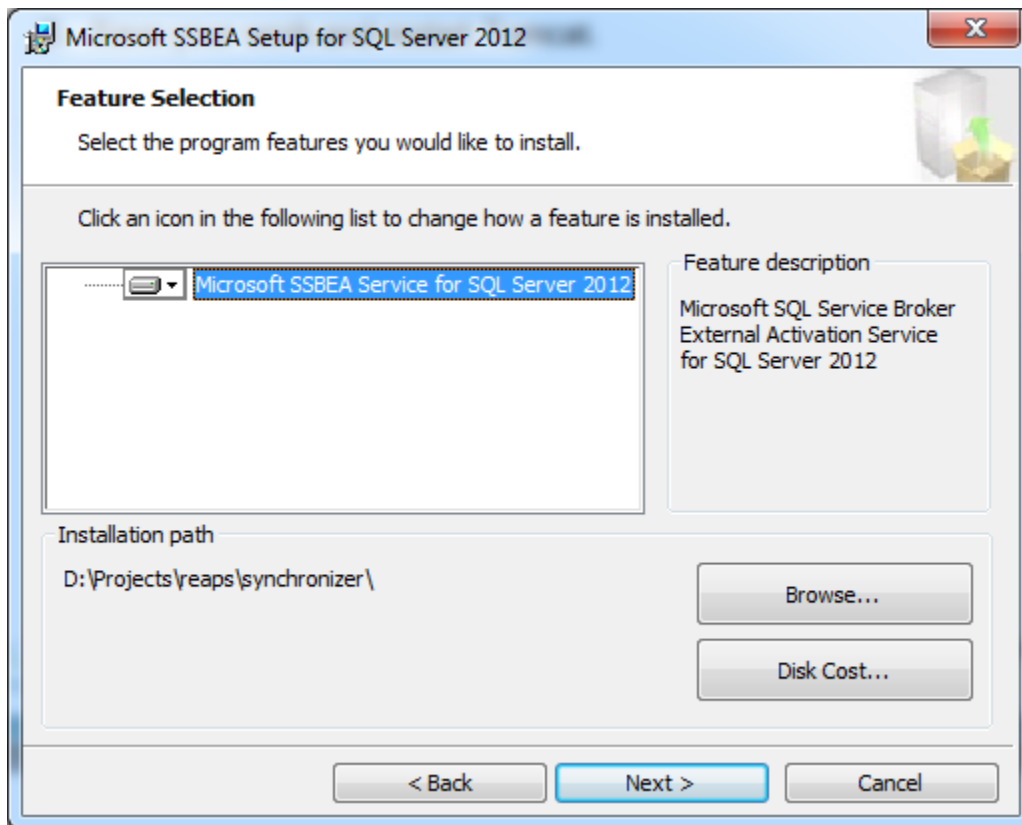 Microsoft SSBEA Setup for SQL Server 2012
Feature Selection
Select the program features you would like to install.
Click an icon in the following list to change how a feature is installed.
Microsoft SSBEA Service for SQL Server 2012
Feature description
Microsoft SQL Service Broker
External Activation Service
for SQL Server 2012
Installation path
D:\Projects\reaps\synchronizer\
Browse...
Disk Cost...
< Back
Next >
Cancel